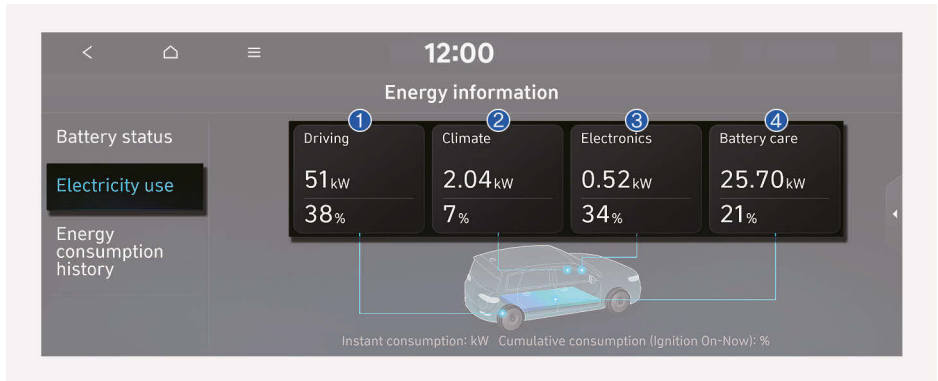 12:00
Energy information
Battery status
Electricity use
Energy
consumption
history
1
Driving
51kW
38%
2
Climate
2.04kW
7%
3
Electronics
0.52kW
34%
4
Battery care
25.70kW
21%
Instant consumption: kW Cumulative consumption (Ignition On-Now): %